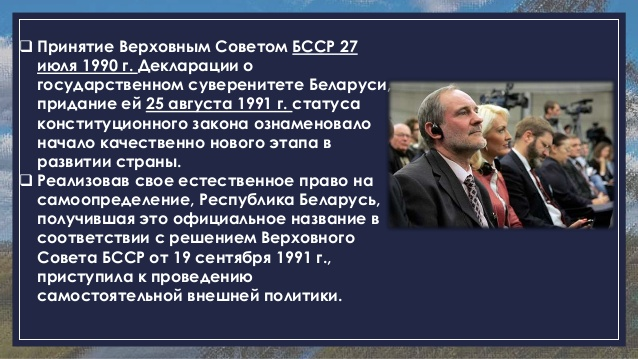 ❑ Принятие Верховным Советом БССР 27
июля 1990 г. Декларации о
государственном суверенитете Беларуси,
придание ей 25 августа 1991 г. статуса
конституционного закона ознаменовало
начало качественно нового этапа в
развитии страны.
❑ Реализовав свое естественное право на
самоопределение, Республика Беларусь,
получившая это официальное название в
соответствии с решением Верховного
Совета БССР от 19 сентября 1991 г.,
приступила к проведению
самостоятельной внешней политики.